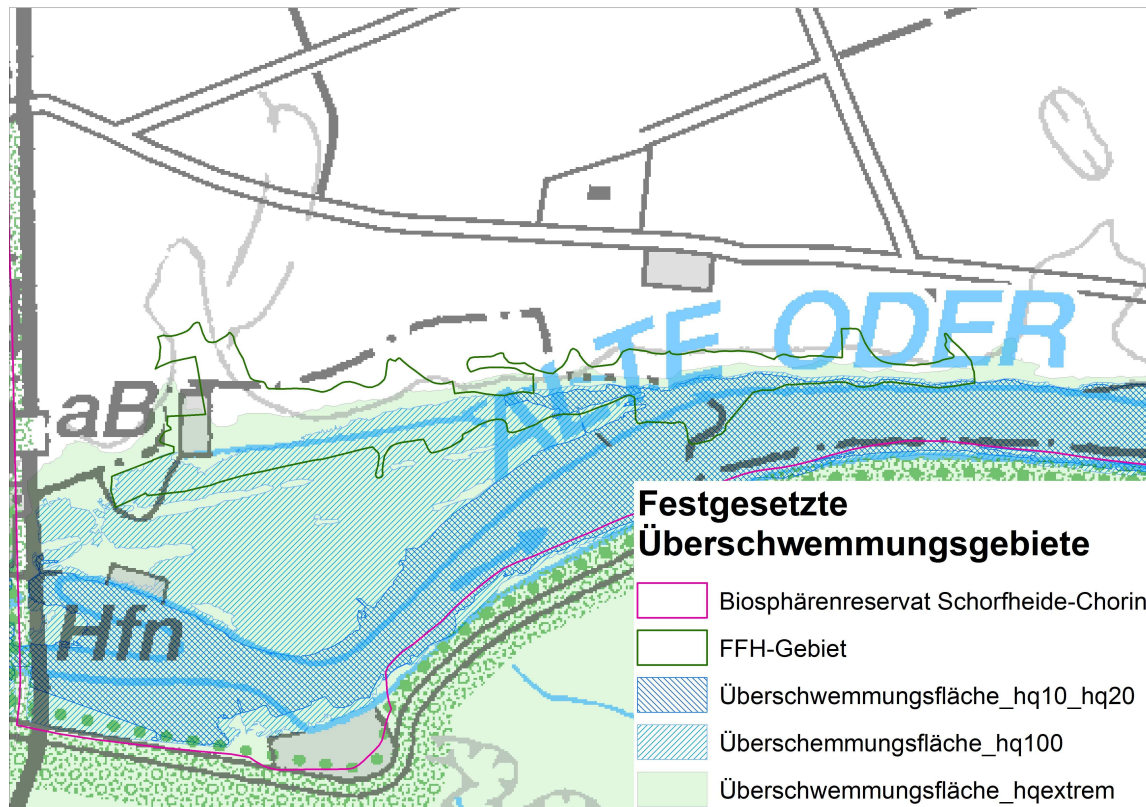 ALTE ODER
aB
Hfn
Festgesetzte
Überschwemmungsgebiete
Biosphärenreservat Schorfheide-Chorin
FFH-Gebiet
Überschwemmungsfläche_hq10_hq20
Überschemmungsfläche_hq100
Überschwemmungsfläche_hqextrem